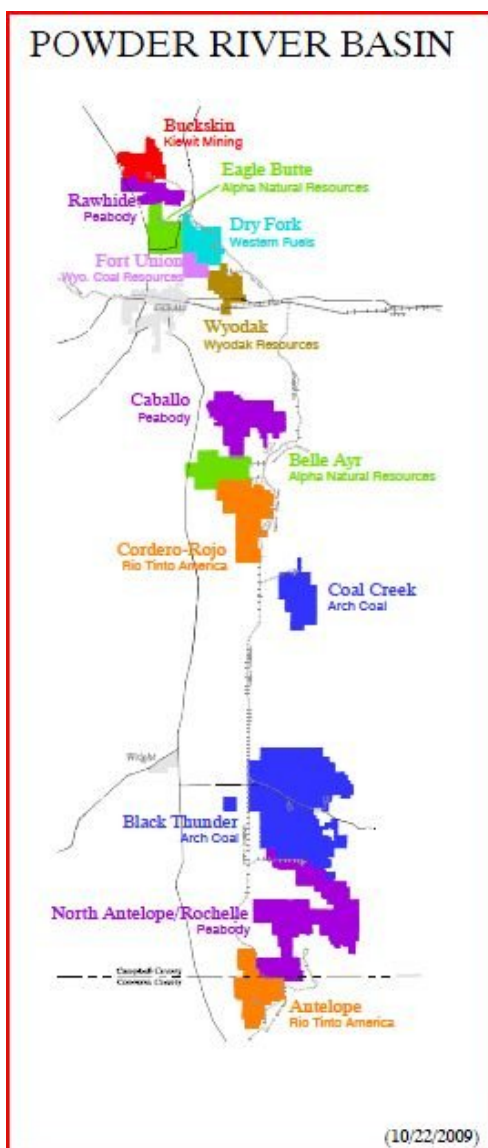 POWDER RIVER BASIN
Buckskin
Kiewit Mining
Eagle Butte
Alpha Natural Resources
Rawhide
Peabody
Dry Fork
Western Fuels
Fort Union
Wyo. Coal Resources
Wyodak
Wyodak Resources
Caballo
Peabody
Belle Ayr
Alpha Natural Resources
Cordero-Rojo
Rio Tinto America
Coal Creek
Arch Coal
Wright
Black Thunder
Arch Coal
North Antelope/Rochelle
Peabody
Campbell County
Converse County
Antelope
Rio Tinto America
(10/22/2009)